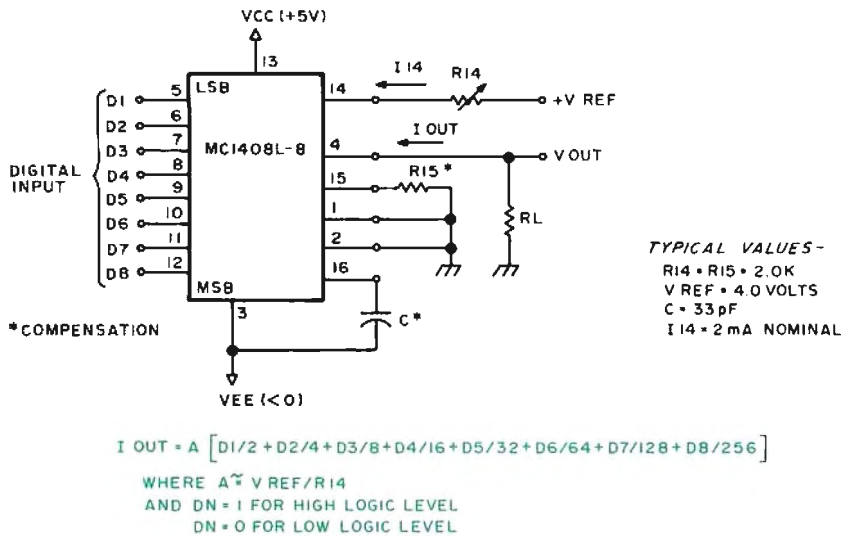 VCC (+5V)
13
D1 5 LSB 14 I 14 R14 +V REF
D2 6
D3 7 MC1408L-8 4 I OUT V OUT
DIGITAL INPUT
D4 8
D5 9 15 R15*
D6 10 1 RL
D7 11 2
D8 12 MSB 16
3
C*
*COMPENSATION
VEE (<0)
TYPICAL VALUES-
R14 = R15 = 2.0K
V REF = 4.0 VOLTS
C = 33pF
I 14 = 2mA NOMINAL
I OUT = A [D1/2 + D2/4 + D3/8 + D4/16 + D5/32 + D6/64 + D7/128 + D8/256]
WHERE A ≅ V REF/R14
AND DN = 1 FOR HIGH LOGIC LEVEL
DN = 0 FOR LOW LOGIC LEVEL